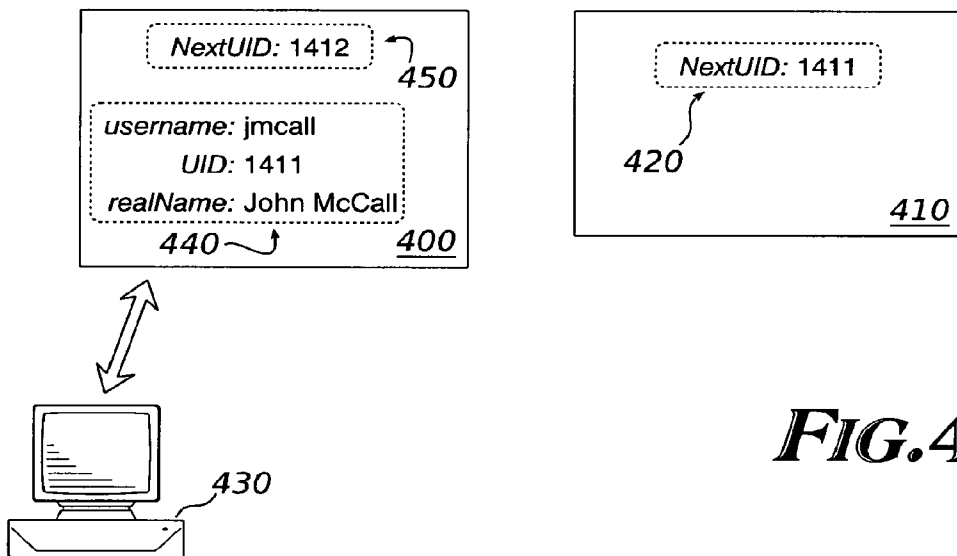 NextUID: 1412
450
username: jmcall
UID: 1411
realName: John McCall
440
400
NextUID: 1411
420
410
430
FIG.4